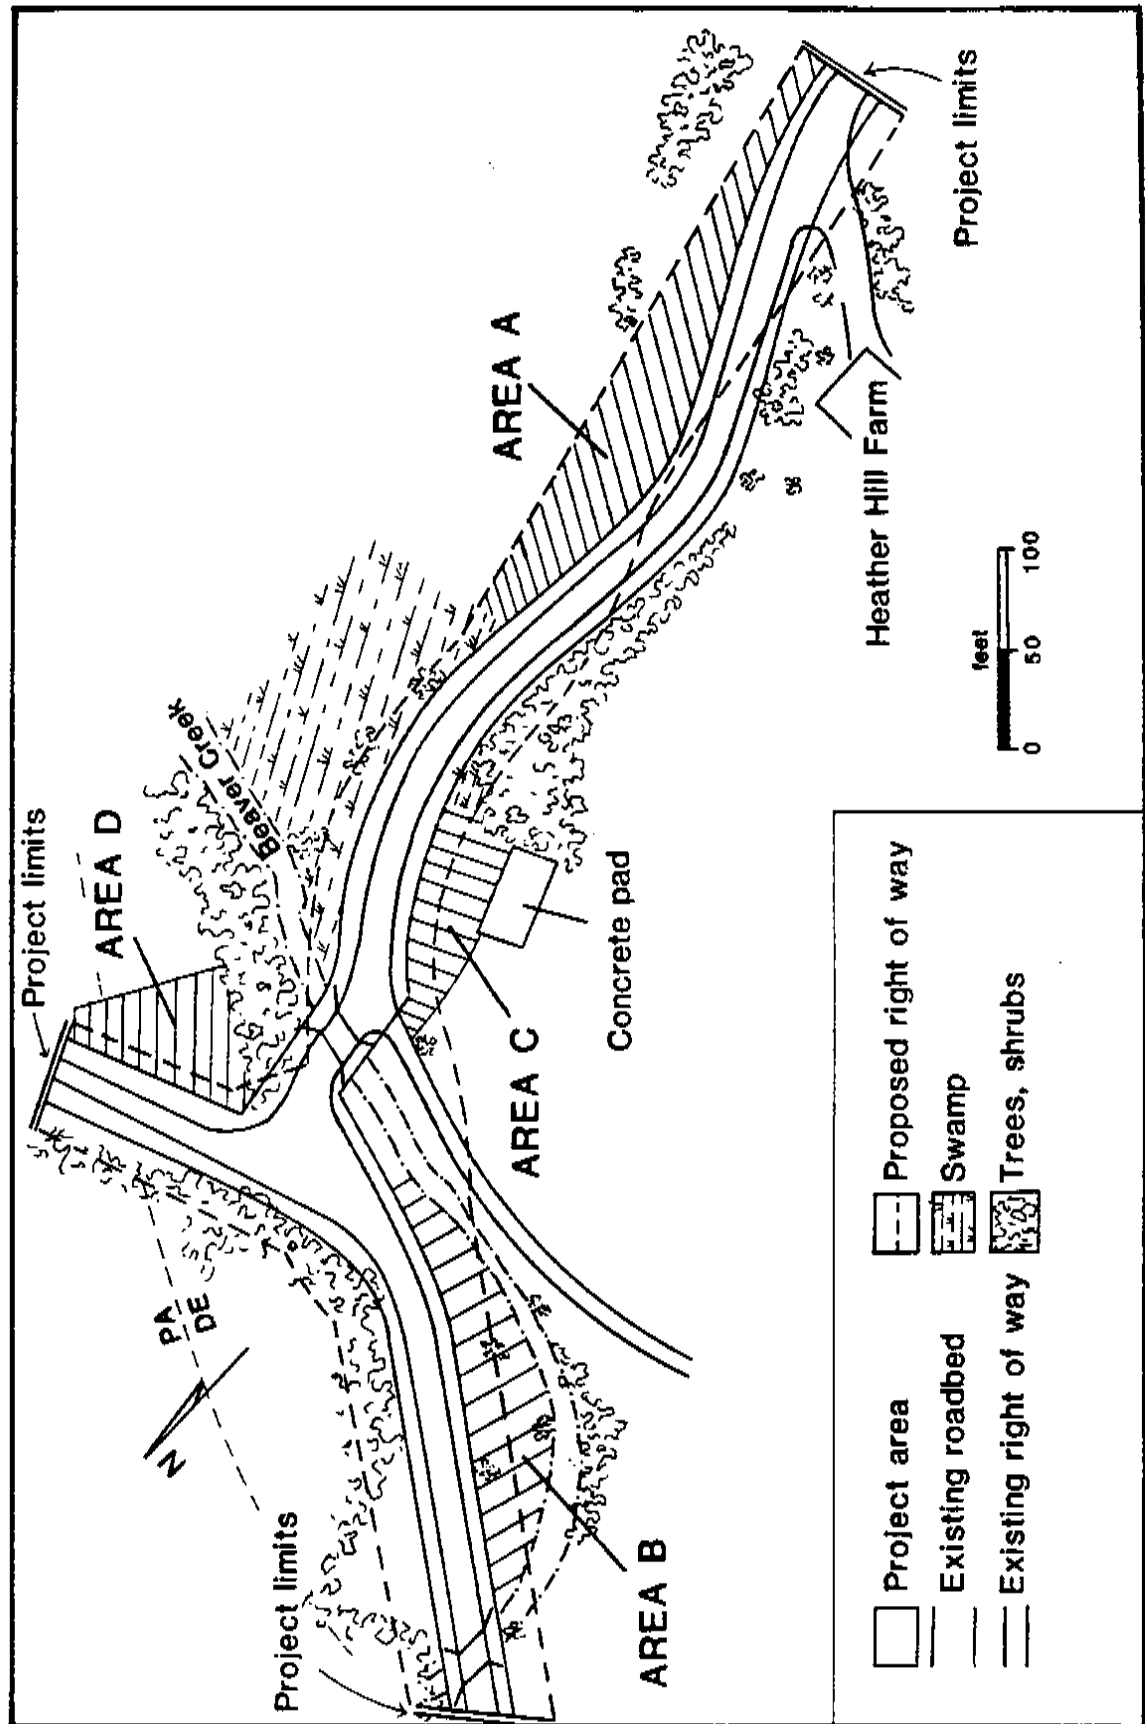 Project limits
AREA D
Beaver Creek
AREA A
Project limits
PA
DE
N
AREA C
Concrete pad
Heather Hill Farm
Project limits
AREA B
feet
0 50 100
Project area
Existing roadbed
Existing right of way
Proposed right of way
Swamp
Trees, shrubs